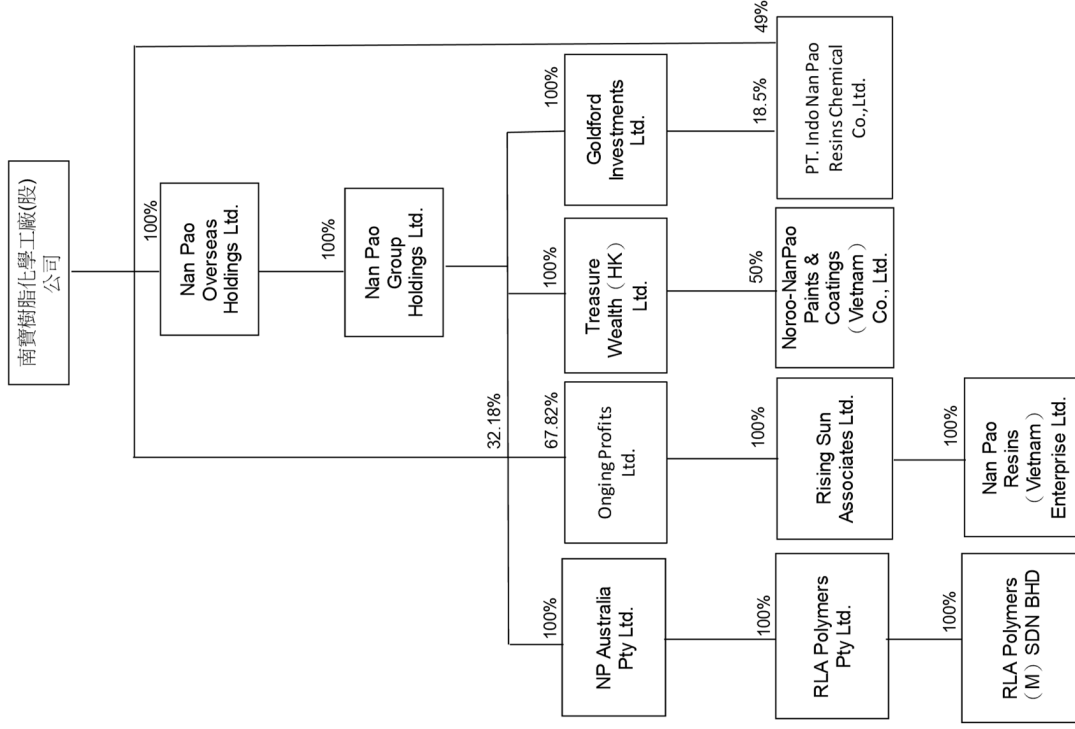 南寶樹脂化學工廠(股)
公司
100%
Nan Pao
Overseas
Holdings Ltd.
100%
Nan Pao
Group
Holdings Ltd.
32.18%
67.82%
49%
100%
NP Australia
Pty Ltd.
Onging Profits
Ltd.
100%
Treasure
Wealth（HK）
Ltd.
100%
Goldford
Investments
Ltd.
100%
RLA Polymers
Pty Ltd.
100%
Rising Sun
Associates Ltd.
50%
Noroo-NanPao
Paints &
Coatings
（Vietnam）
Co., Ltd.
18.5%
PT. Indo Nan Pao
Resins Chemical
Co.,Ltd.
100%
RLA Polymers
（M）SDN BHD
100%
Nan Pao
Resins
（Vietnam）
Enterprise Ltd.